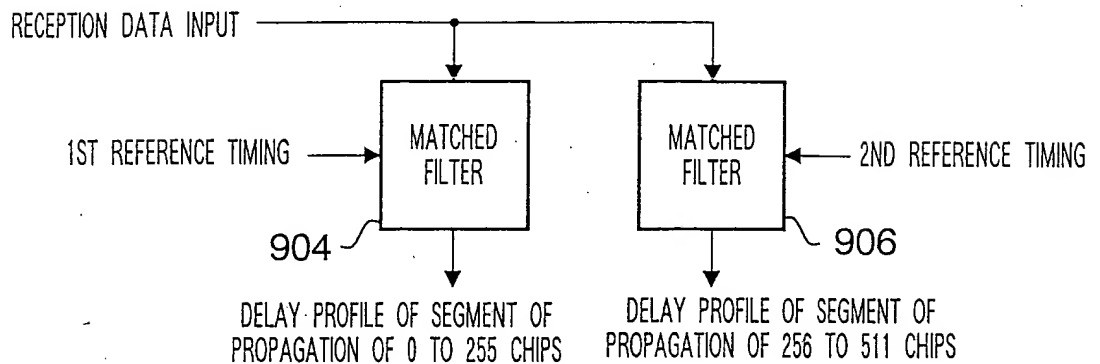 RECEPTION DATA INPUT
MATCHED
FILTER
MATCHED
FILTER
1ST REFERENCE TIMING
2ND REFERENCE TIMING
904
906
DELAY PROFILE OF SEGMENT OF
PROPAGATION OF 0 TO 255 CHIPS
DELAY PROFILE OF SEGMENT OF
PROPAGATION OF 256 TO 511 CHIPS